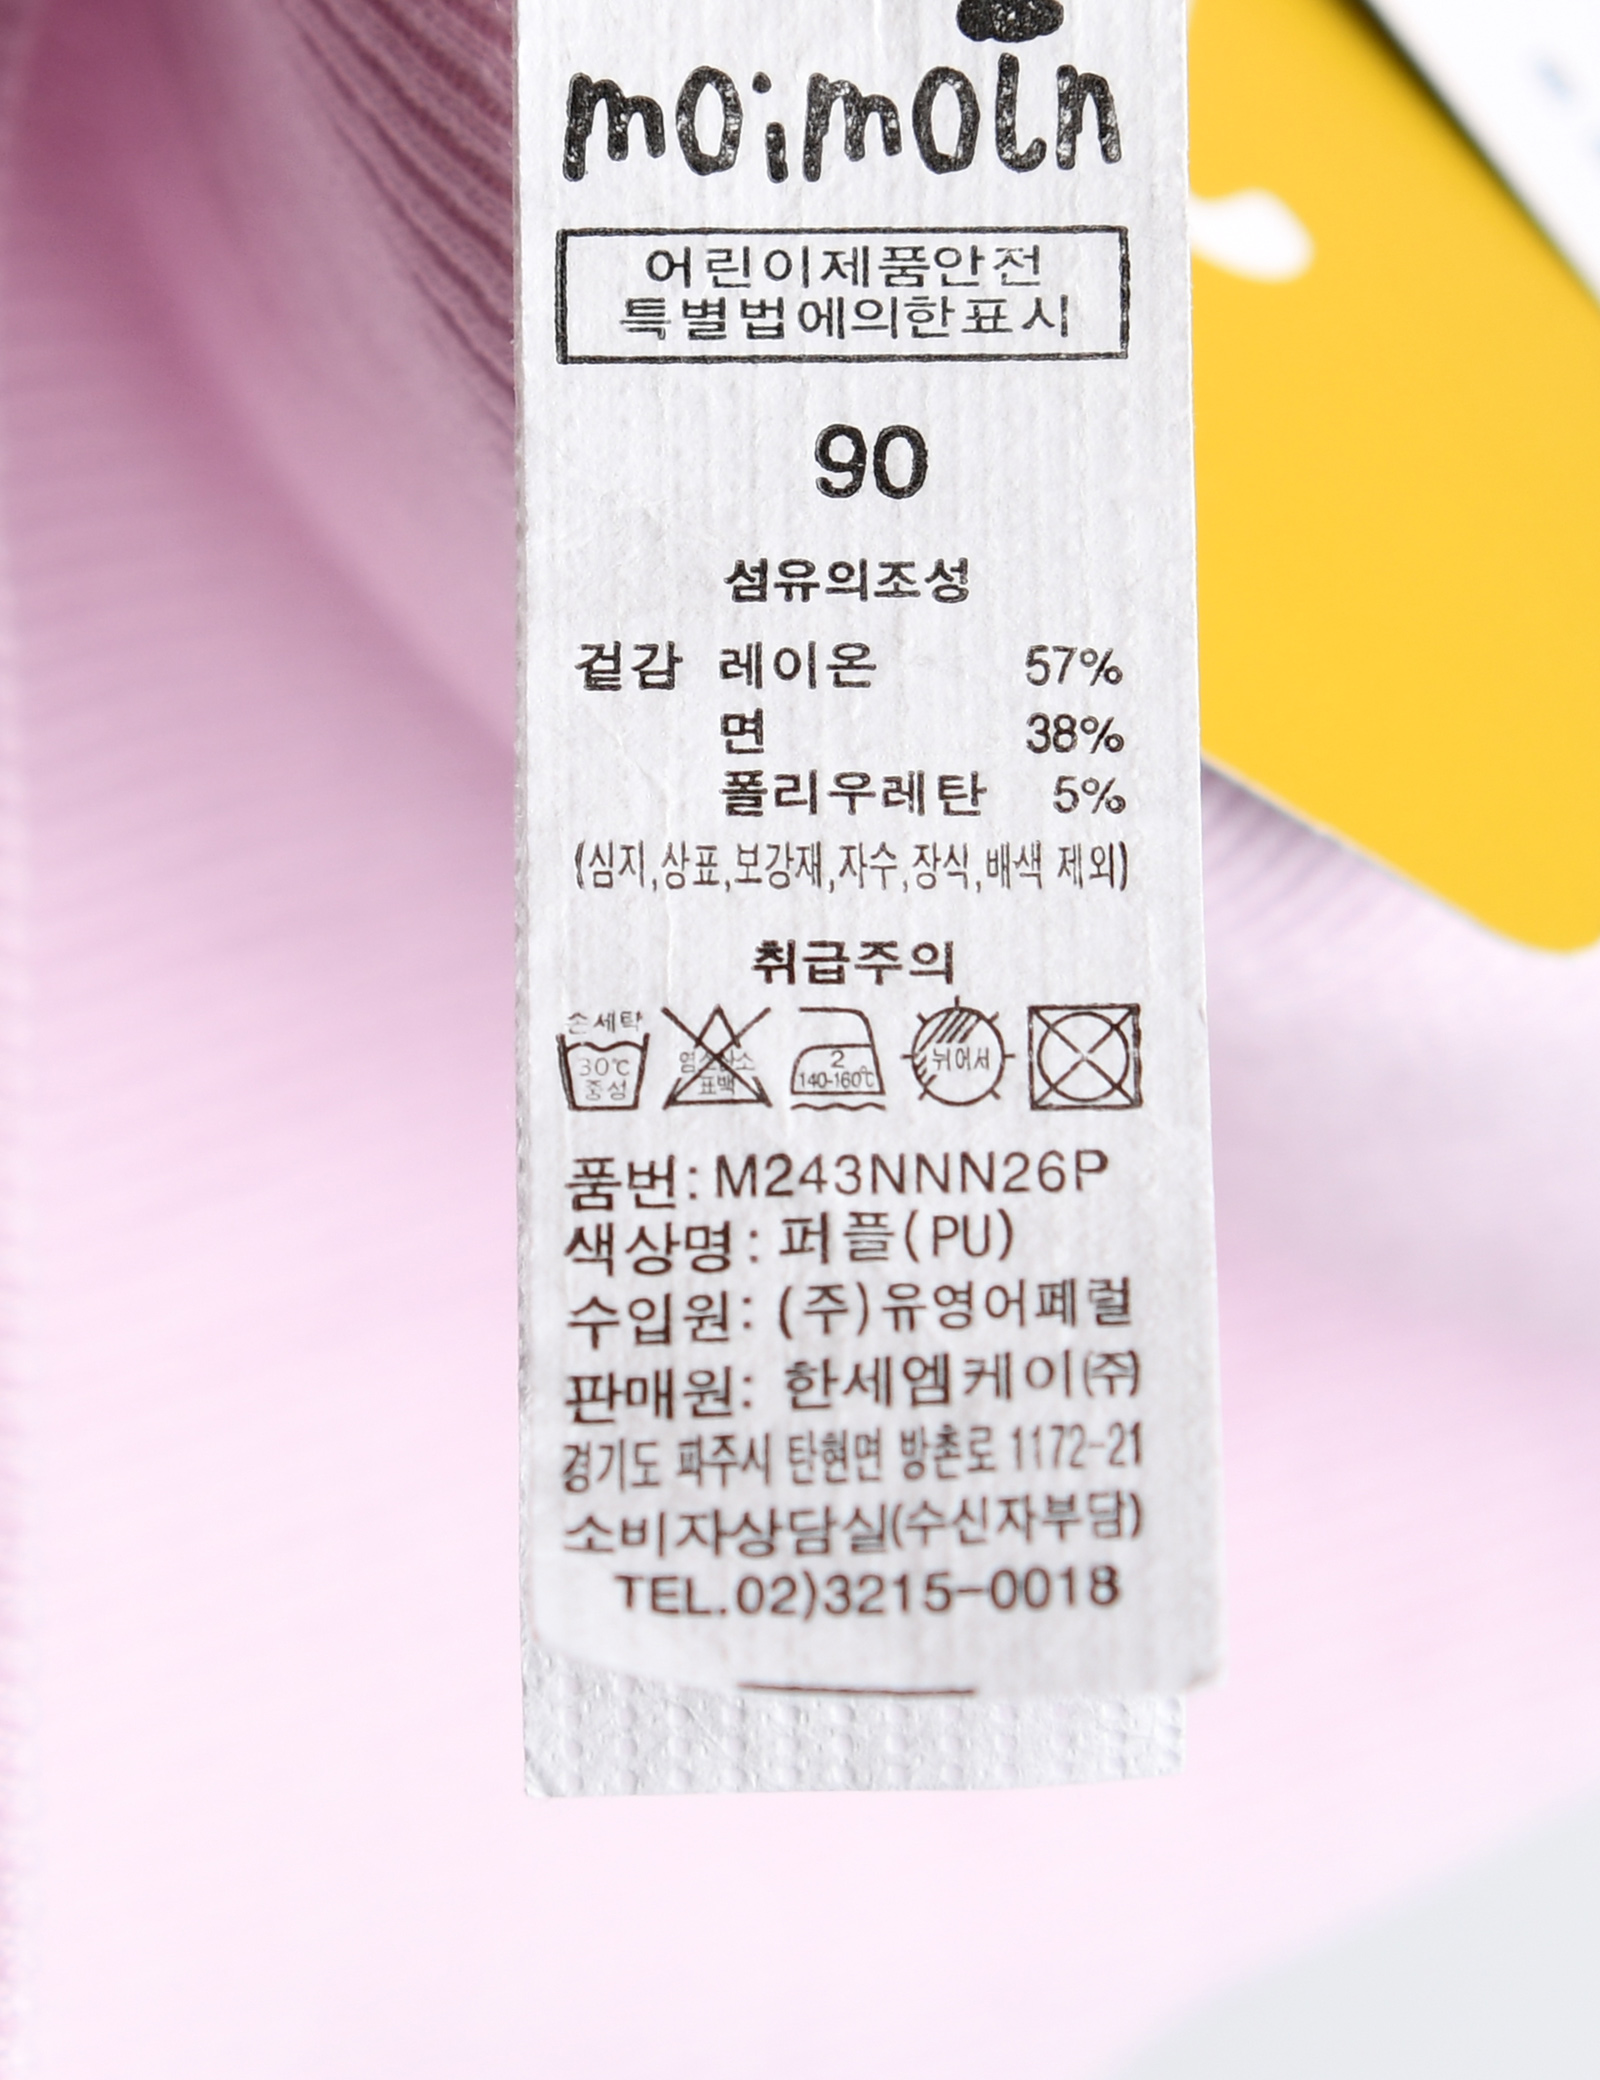 moimoln
어린이제품안전
특별법에의한표시
90
섬유의조성
겉감 레이온 57%
면 38%
폴리우레탄 5%
(심지,상표,보강재,자수,장식,배색 제외)
취급주의
손세탁
30℃
중성
염소산소
표백
2
140-160℃
뉘어서
품번: M243NNN26P
색상명: 퍼플(PU)
수입원: (주)유영어페럴
판매원: 한세엠케이㈜
경기도 파주시 탄현면 방촌로 1172-21
소비자상담실(수신자부담)
TEL.02)3215-0018